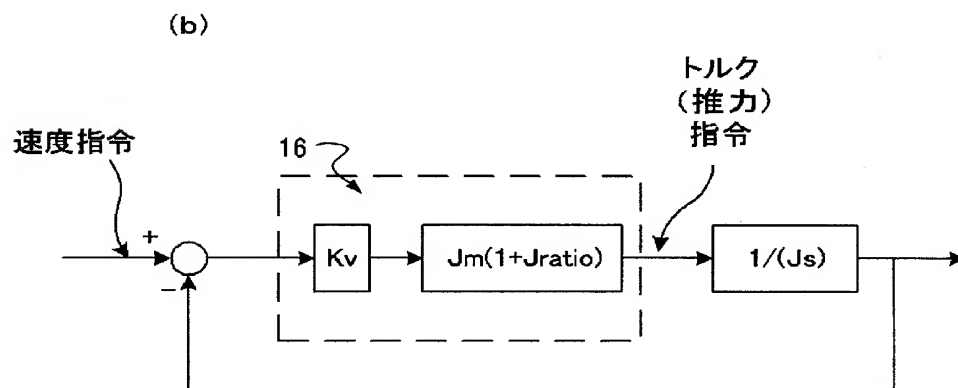 (b)
トルク
(推力)
指令
速度指令
16
+
−
Kv
Jm(1+Jratio)
1/(Js)